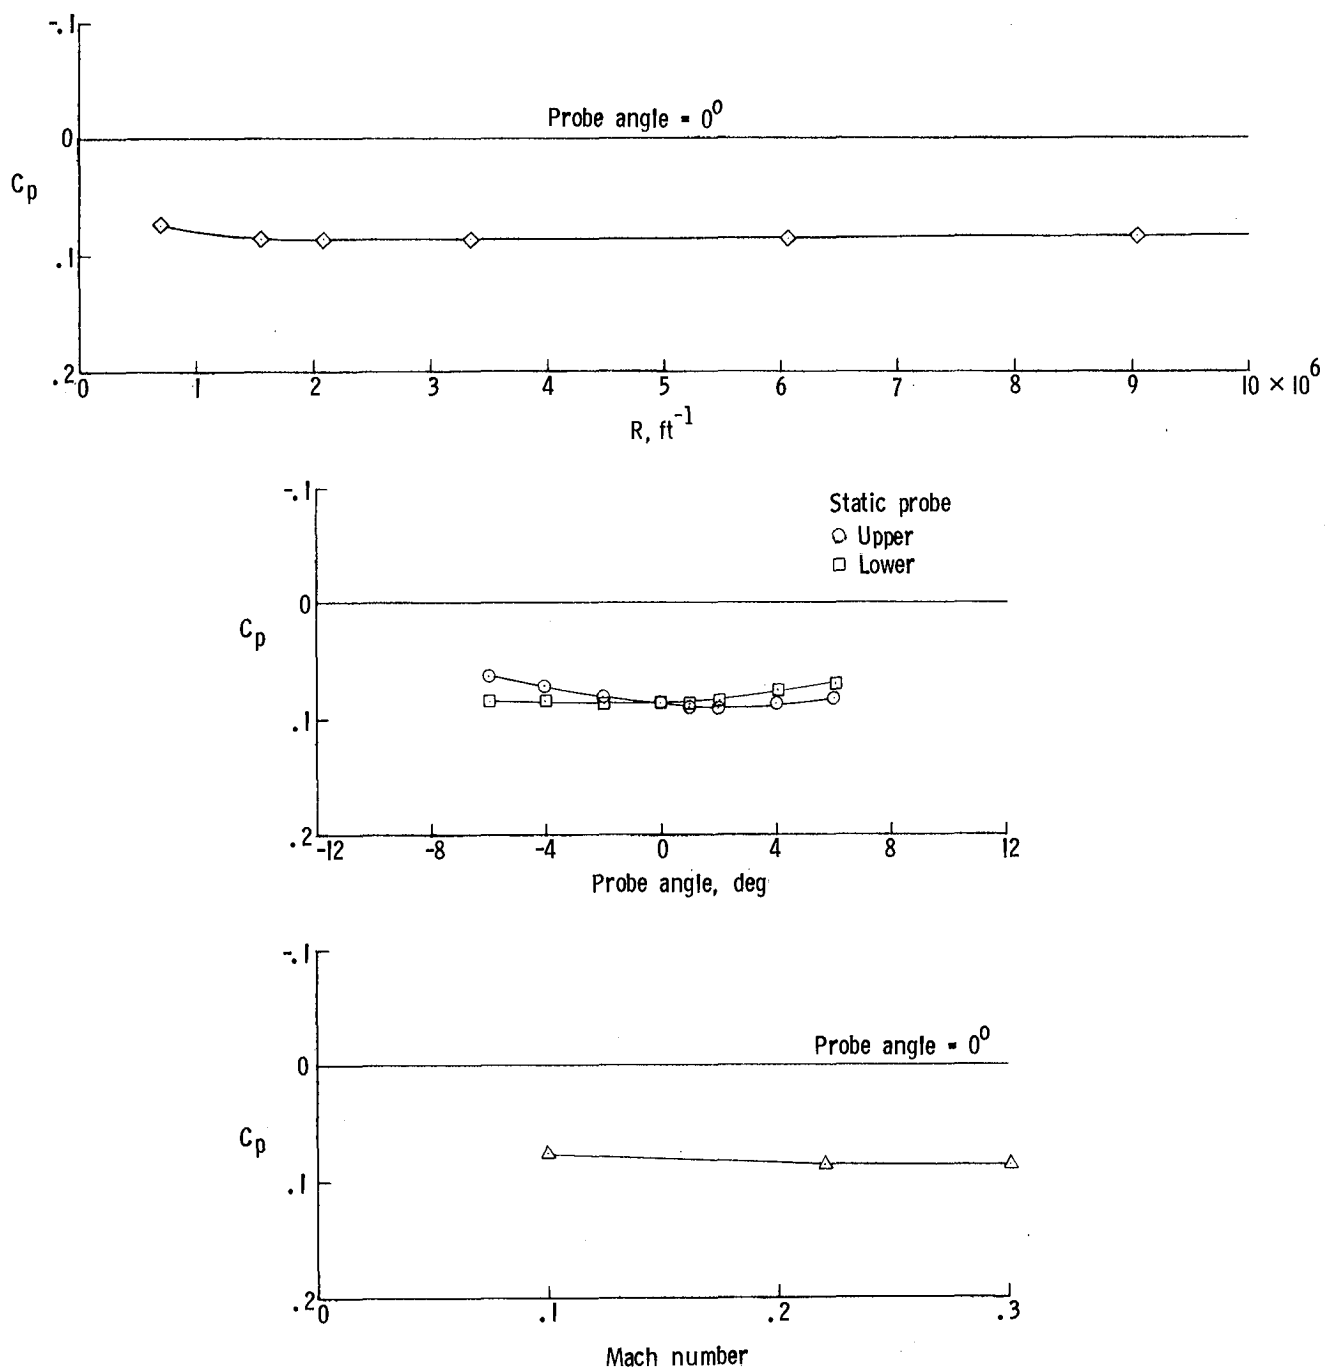 -.1
Probe angle = 0⁰
0
Cp
.1
.2
0 1 2 3 4 5 6 7 8 9 10 × 10⁶
R, ft⁻¹
-.1
Static probe
Upper
Lower
0
Cp
.1
.2
-12 -8 -4 0 4 8 12
Probe angle, deg
-.1
Probe angle = 0⁰
0
Cp
.1
.2
0 .1 .2 .3
Mach number